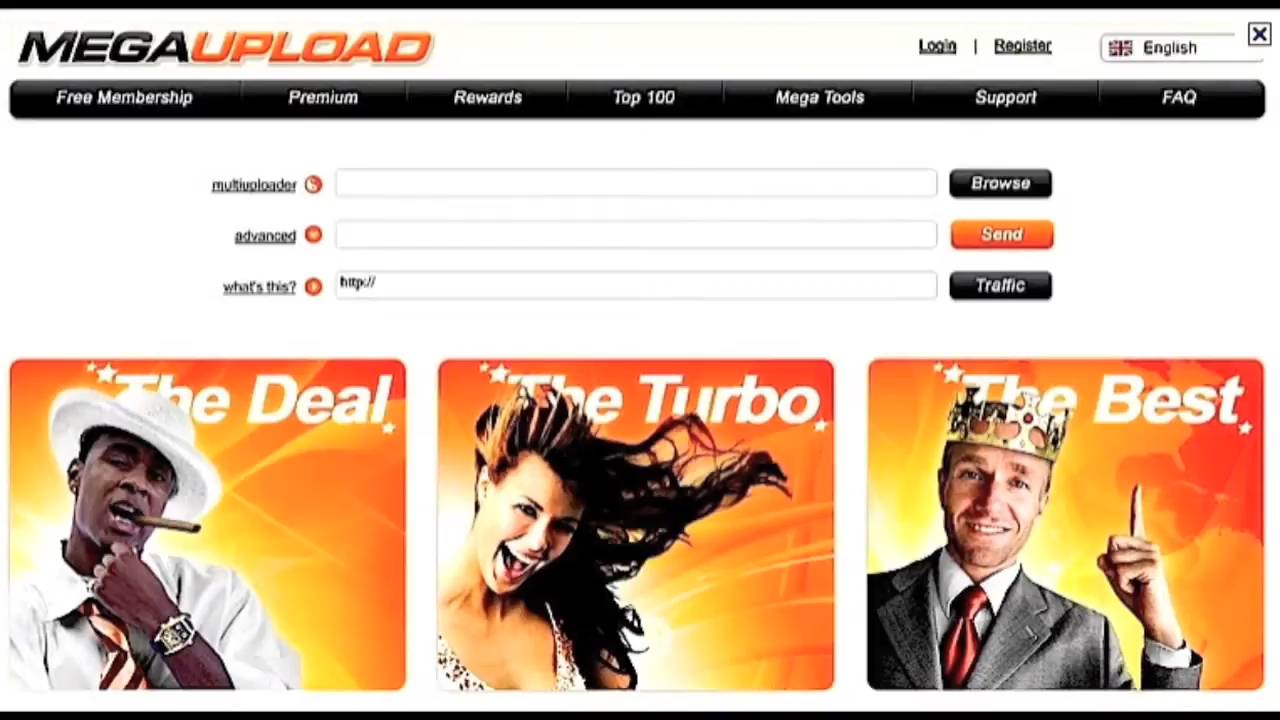 MEGAUPLOAD
Login | Register
English
Free Membership Premium Rewards Top 100 Mega Tools Support FAQ
multiuploader Browse
advanced Send
what's this? http:// Traffic
The Deal The Turbo The Best